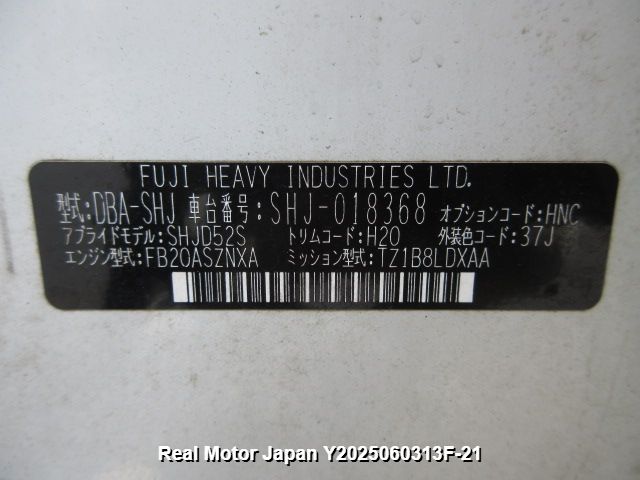 FUJI HEAVY INDUSTRIES LTD.
型式:DBA-SHJ 車台番号:SHJ-018368 オプションコード:HNC
アプライドモデル:SHJD52S トリムコード:H20 外装色コード:37J
エンジン型式:FB20ASZNXA ミッション型式:TZ1B8LDXAA
Real Motor Japan Y2025060313F-21